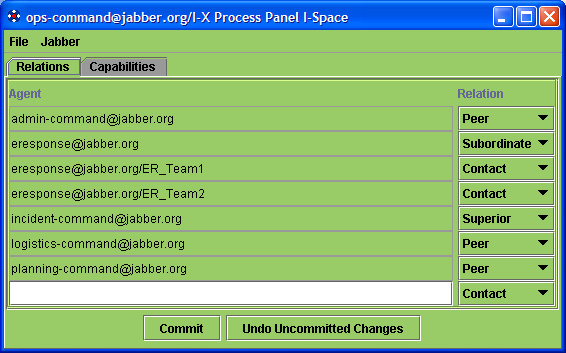 ops-command@jabber.org/I-X Process Panel I-Space
File Jabber
Relations Capabilities
Agent Relation
admin-command@jabber.org Peer
eresponse@jabber.org Subordinate
eresponse@jabber.org/ER_Team1 Contact
eresponse@jabber.org/ER_Team2 Contact
incident-command@jabber.org Superior
logistics-command@jabber.org Peer
planning-command@jabber.org Peer
Contact
Commit Undo Uncommitted Changes